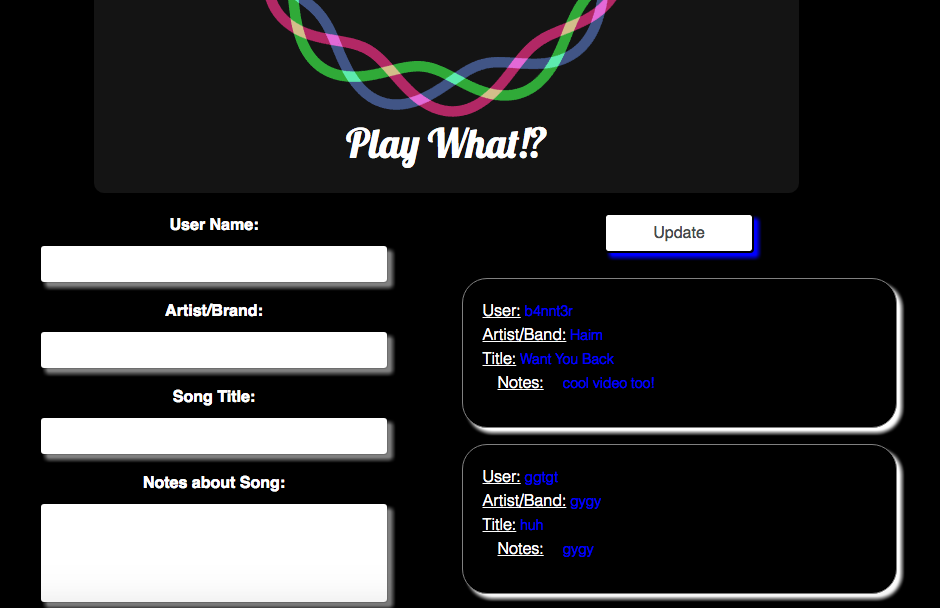 Play What!?
User Name:
Artist/Brand:
Song Title:
Notes about Song:
Update
User: b4nnt3r
Artist/Band: Haim
Title: Want You Back
Notes: cool video too!
User: ggtgt
Artist/Band: gygy
Title: huh
Notes: gygy